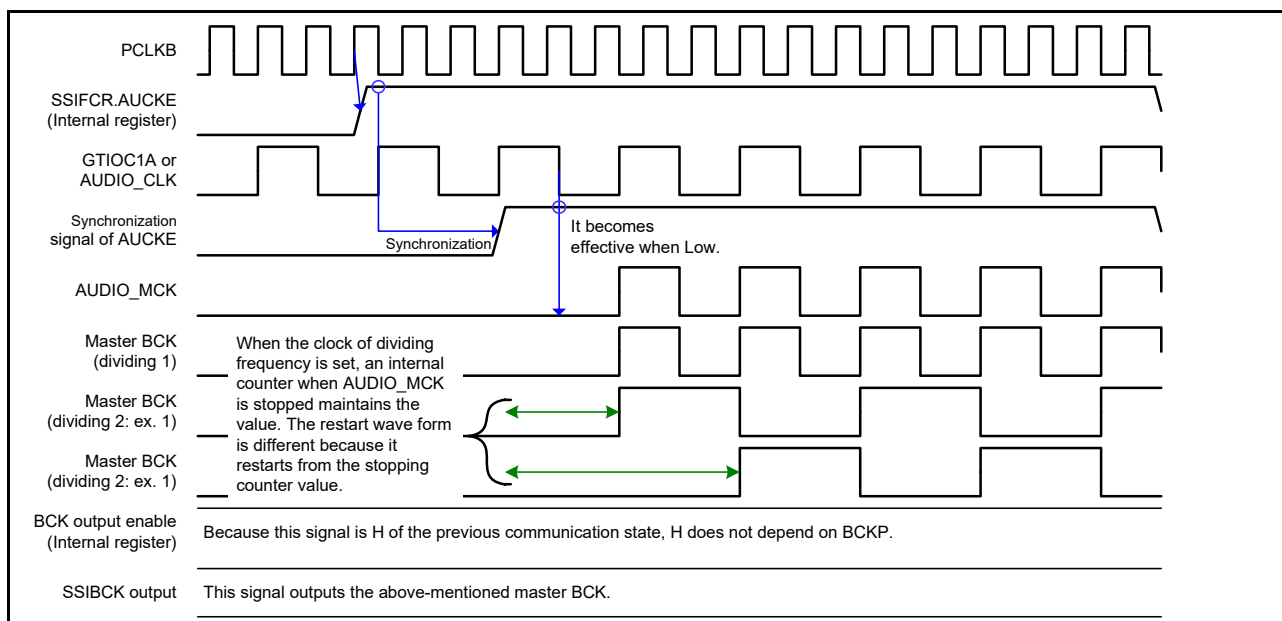 PCLKB
SSIFCR.AUCKE
(Internal register)
GTIOC1A or
AUDIO_CLK
Synchronization
signal of AUCKE
Synchronization
It becomes
effective when Low.
AUDIO_MCK
Master BCK
(dividing 1)
When the clock of dividing
frequency is set, an internal
counter when AUDIO_MCK
is stopped maintains the
value. The restart wave form
is different because it
restarts from the stopping
counter value.
Master BCK
(dividing 2: ex. 1)
Master BCK
(dividing 2: ex. 1)
BCK output enable
(Internal register)
Because this signal is H of the previous communication state, H does not depend on BCKP.
SSIBCK output
This signal outputs the above-mentioned master BCK.